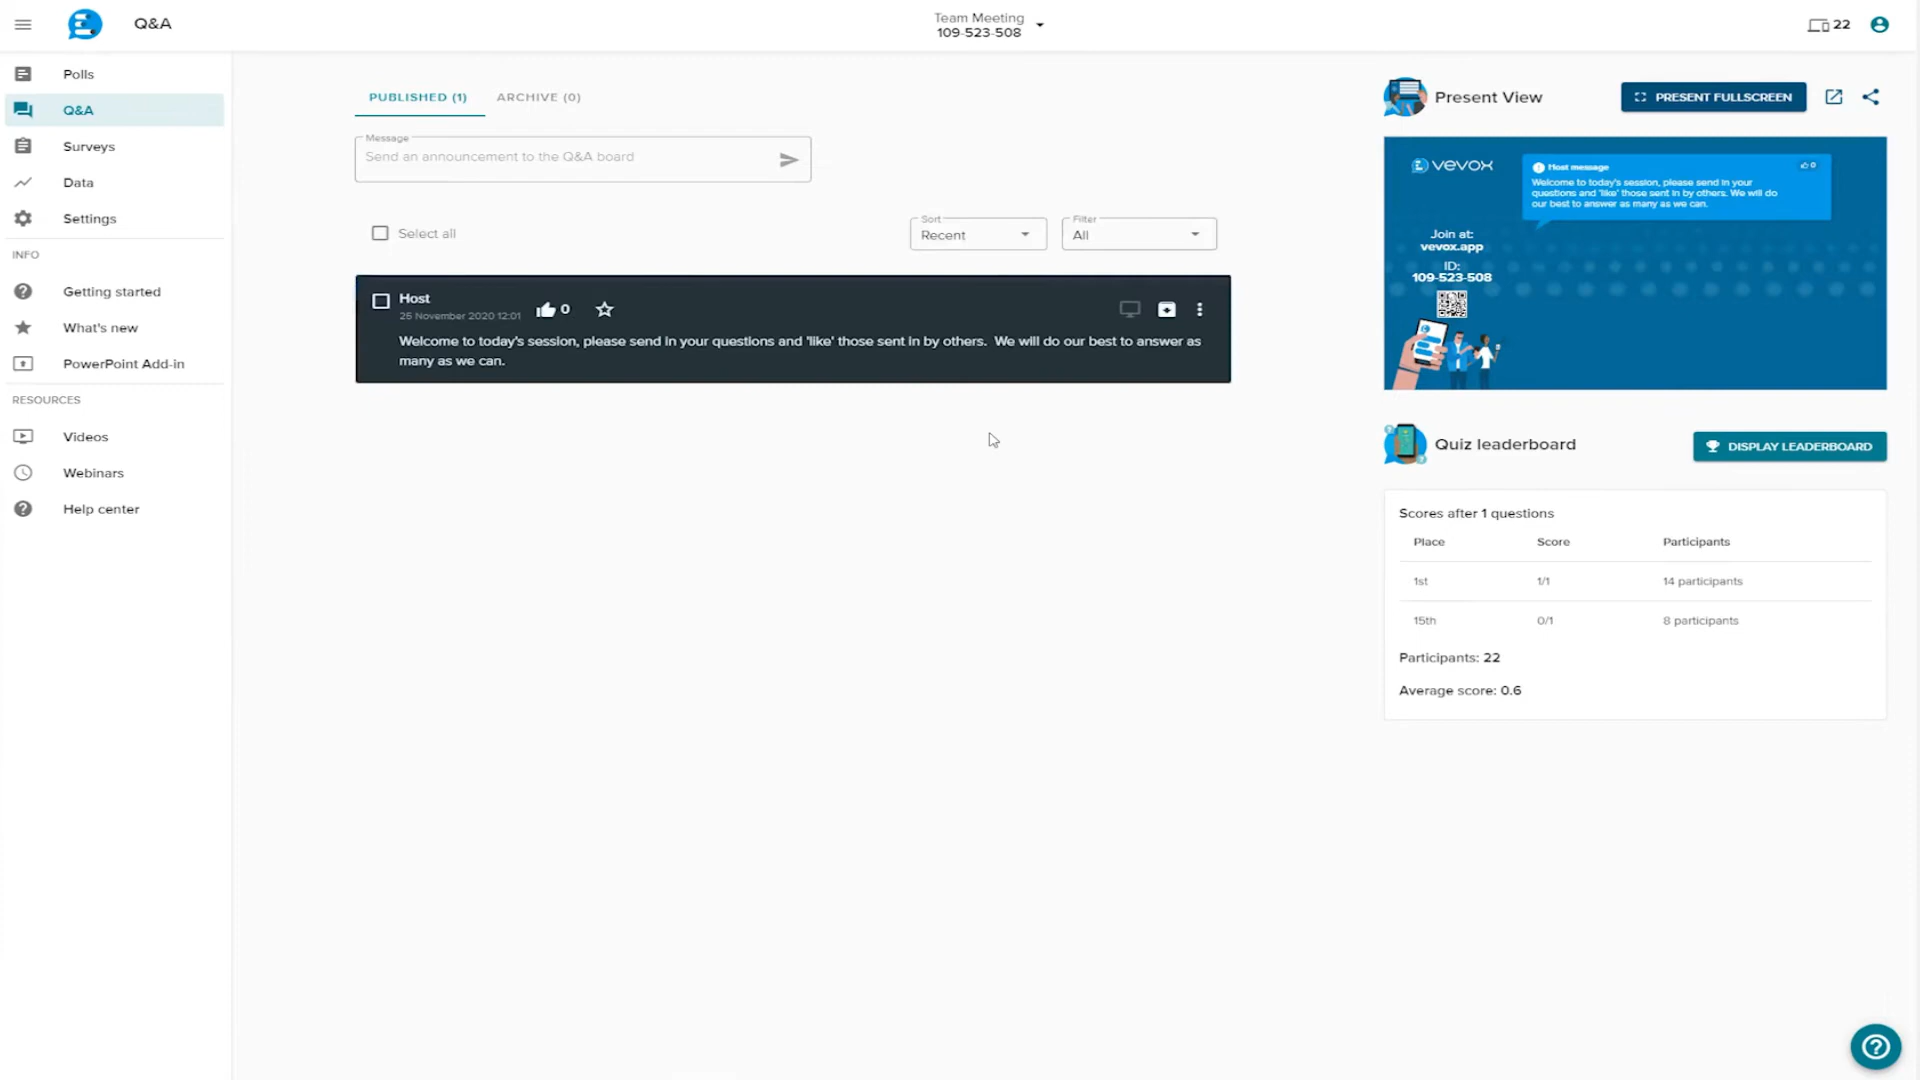 Q&A
Team Meeting
109-523-508
22
Polls
Q&A
Surveys
Data
Settings
INFO
Getting started
What's new
PowerPoint Add-in
RESOURCES
Videos
Webinars
Help center
PUBLISHED (1)
ARCHIVE (0)
Message
Send an announcement to the Q&A board
Select all
Sort
Recent
Filter
All
Host
25 November 2020 12:01
0
Welcome to today's session, please send in your questions and 'like' those sent in by others.  We will do our best to answer as
many as we can.
Present View
PRESENT FULLSCREEN
vevox
Host message
0
Welcome to today's session, please send in your
questions and 'like' those sent in by others. We will do
our best to answer as many as we can.
Join at:
vevox.app
ID:
109-523-508
Quiz leaderboard
DISPLAY LEADERBOARD
Scores after 1 questions
Place Score Participants
1st 1/1 14 participants
15th 0/1 8 participants
Participants: 22
Average score: 0.6